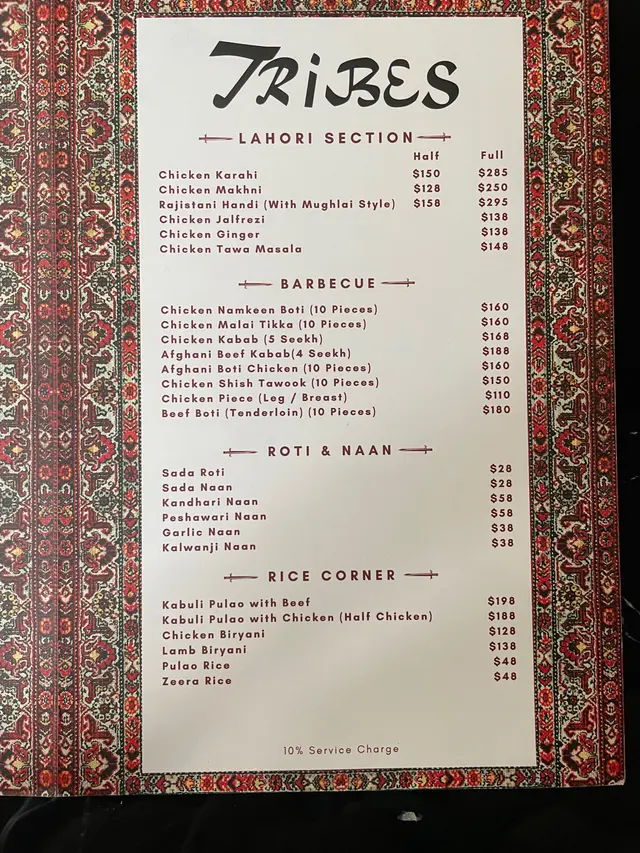 TRiBES
LAHORI SECTION
Half Full
Chicken Karahi $150 $285
Chicken Makhni $128 $250
Rajistani Handi (With Mughlai Style) $158 $295
Chicken Jalfrezi $138
Chicken Ginger $138
Chicken Tawa Masala $148
BARBECUE
Chicken Namkeen Boti (10 Pieces) $160
Chicken Malai Tikka (10 Pieces) $160
Chicken Kabab (5 Seekh) $168
Afghani Beef Kabab(4 Seekh) $188
Afghani Boti Chicken (10 Pieces) $160
Chicken Shish Tawook (10 Pieces) $150
Chicken Piece (Leg / Breast) $110
Beef Boti (Tenderloin) (10 Pieces) $180
ROTI & NAAN
Sada Roti $28
Sada Naan $28
Kandhari Naan $58
Peshawari Naan $58
Garlic Naan $38
Kalwanji Naan $38
RICE CORNER
Kabuli Pulao with Beef $198
Kabuli Pulao with Chicken (Half Chicken) $188
Chicken Biryani $128
Lamb Biryani $138
Pulao Rice $48
Zeera Rice $48
10% Service Charge